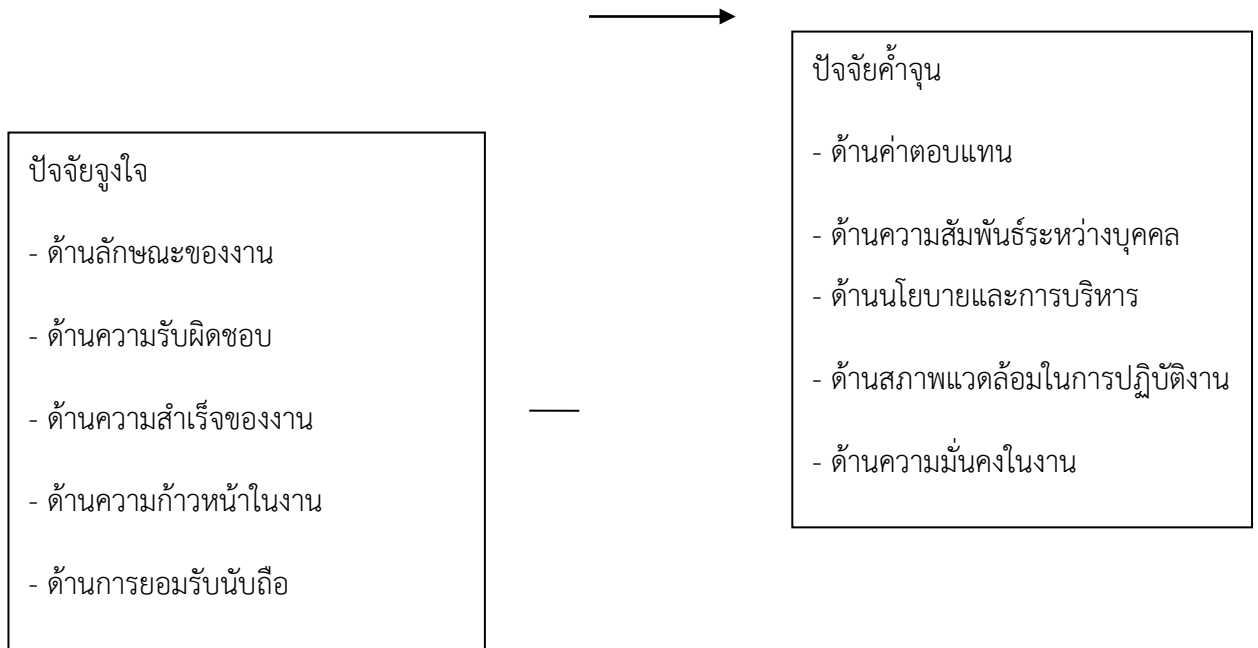 ปัจจัยจูงใจ
- ด้านลักษณะของงาน
- ด้านความรับผิดชอบ
- ด้านความสำเร็จของงาน
- ด้านความก้าวหน้าในงาน
- ด้านการยอมรับนับถือ
ปัจจัยค้ำจุน
- ด้านค่าตอบแทน
- ด้านความสัมพันธ์ระหว่างบุคคล
- ด้านนโยบายและการบริหาร
- ด้านสภาพแวดล้อมในการปฏิบัติงาน
- ด้านความมั่นคงในงาน